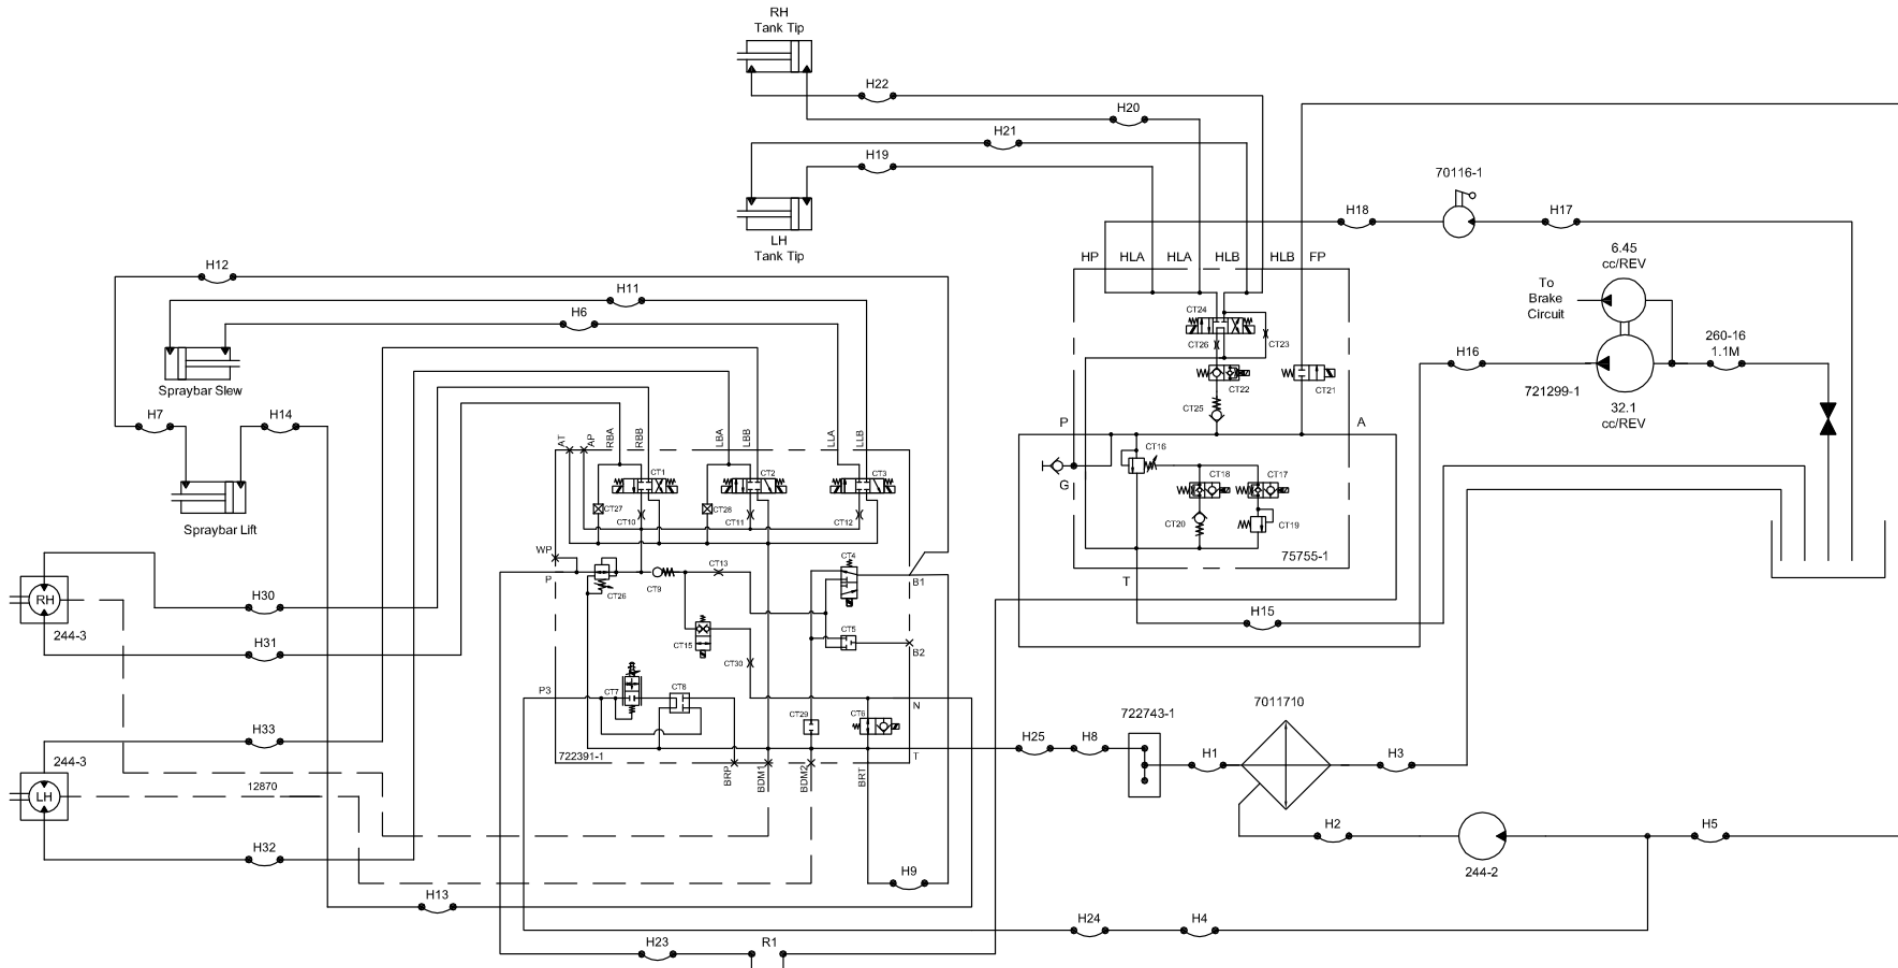 RH
Tank Tip
H22
H20
H21
H19
LH
Tank Tip
70116-1
H18
H17
6.45
cc/REV
To
Brake
Circuit
260-16
1.1M
H16
721299-1
32.1
cc/REV
HP
HLA
HLA
HLB
HLB
FP
CT24
CT26
CT23
CT22
CT21
CT25
P
A
G
CT16
CT18
CT17
CT20
CT19
75755-1
T
H15
H12
H11
H6
Spraybar Slew
H7
H14
Spraybar Lift
AT
AP
RBA
RBB
LBA
LBB
LLA
LLB
CT1
CT2
CT3
CT27
CT10
CT28
CT11
CT12
WP
P
CT26
CT9
CT13
CT4
B1
CT5
B2
CT15
CT30
P3
CT7
CT8
CT29
CT6
N
T
722391-1
BRP
BDM1
BDM2
BRT
RH
244-3
H30
H31
H33
244-3
LH
12870
H32
H13
H9
H25
H8
722743-1
H1
7011710
H3
H2
244-2
H5
H24
H4
H23
R1